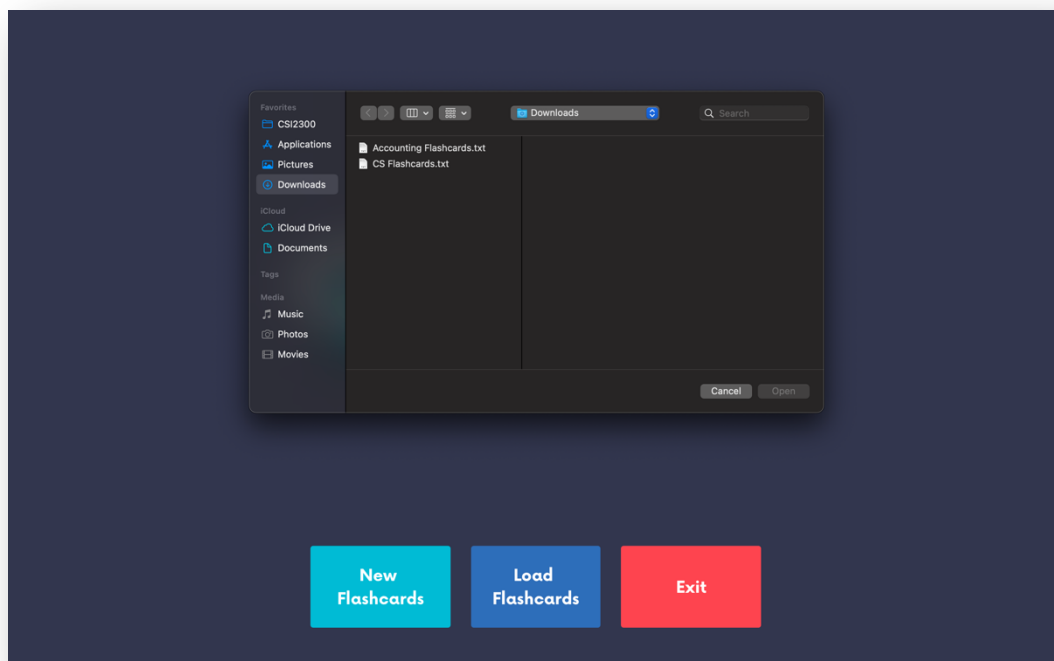 Favorites
CSI2300
Applications
Pictures
Downloads
iCloud
iCloud Drive
Documents
Tags
Media
Music
Photos
Movies
Downloads
Search
Accounting Flashcards.txt
CS Flashcards.txt
Cancel
Open
New
Flashcards
Load
Flashcards
Exit